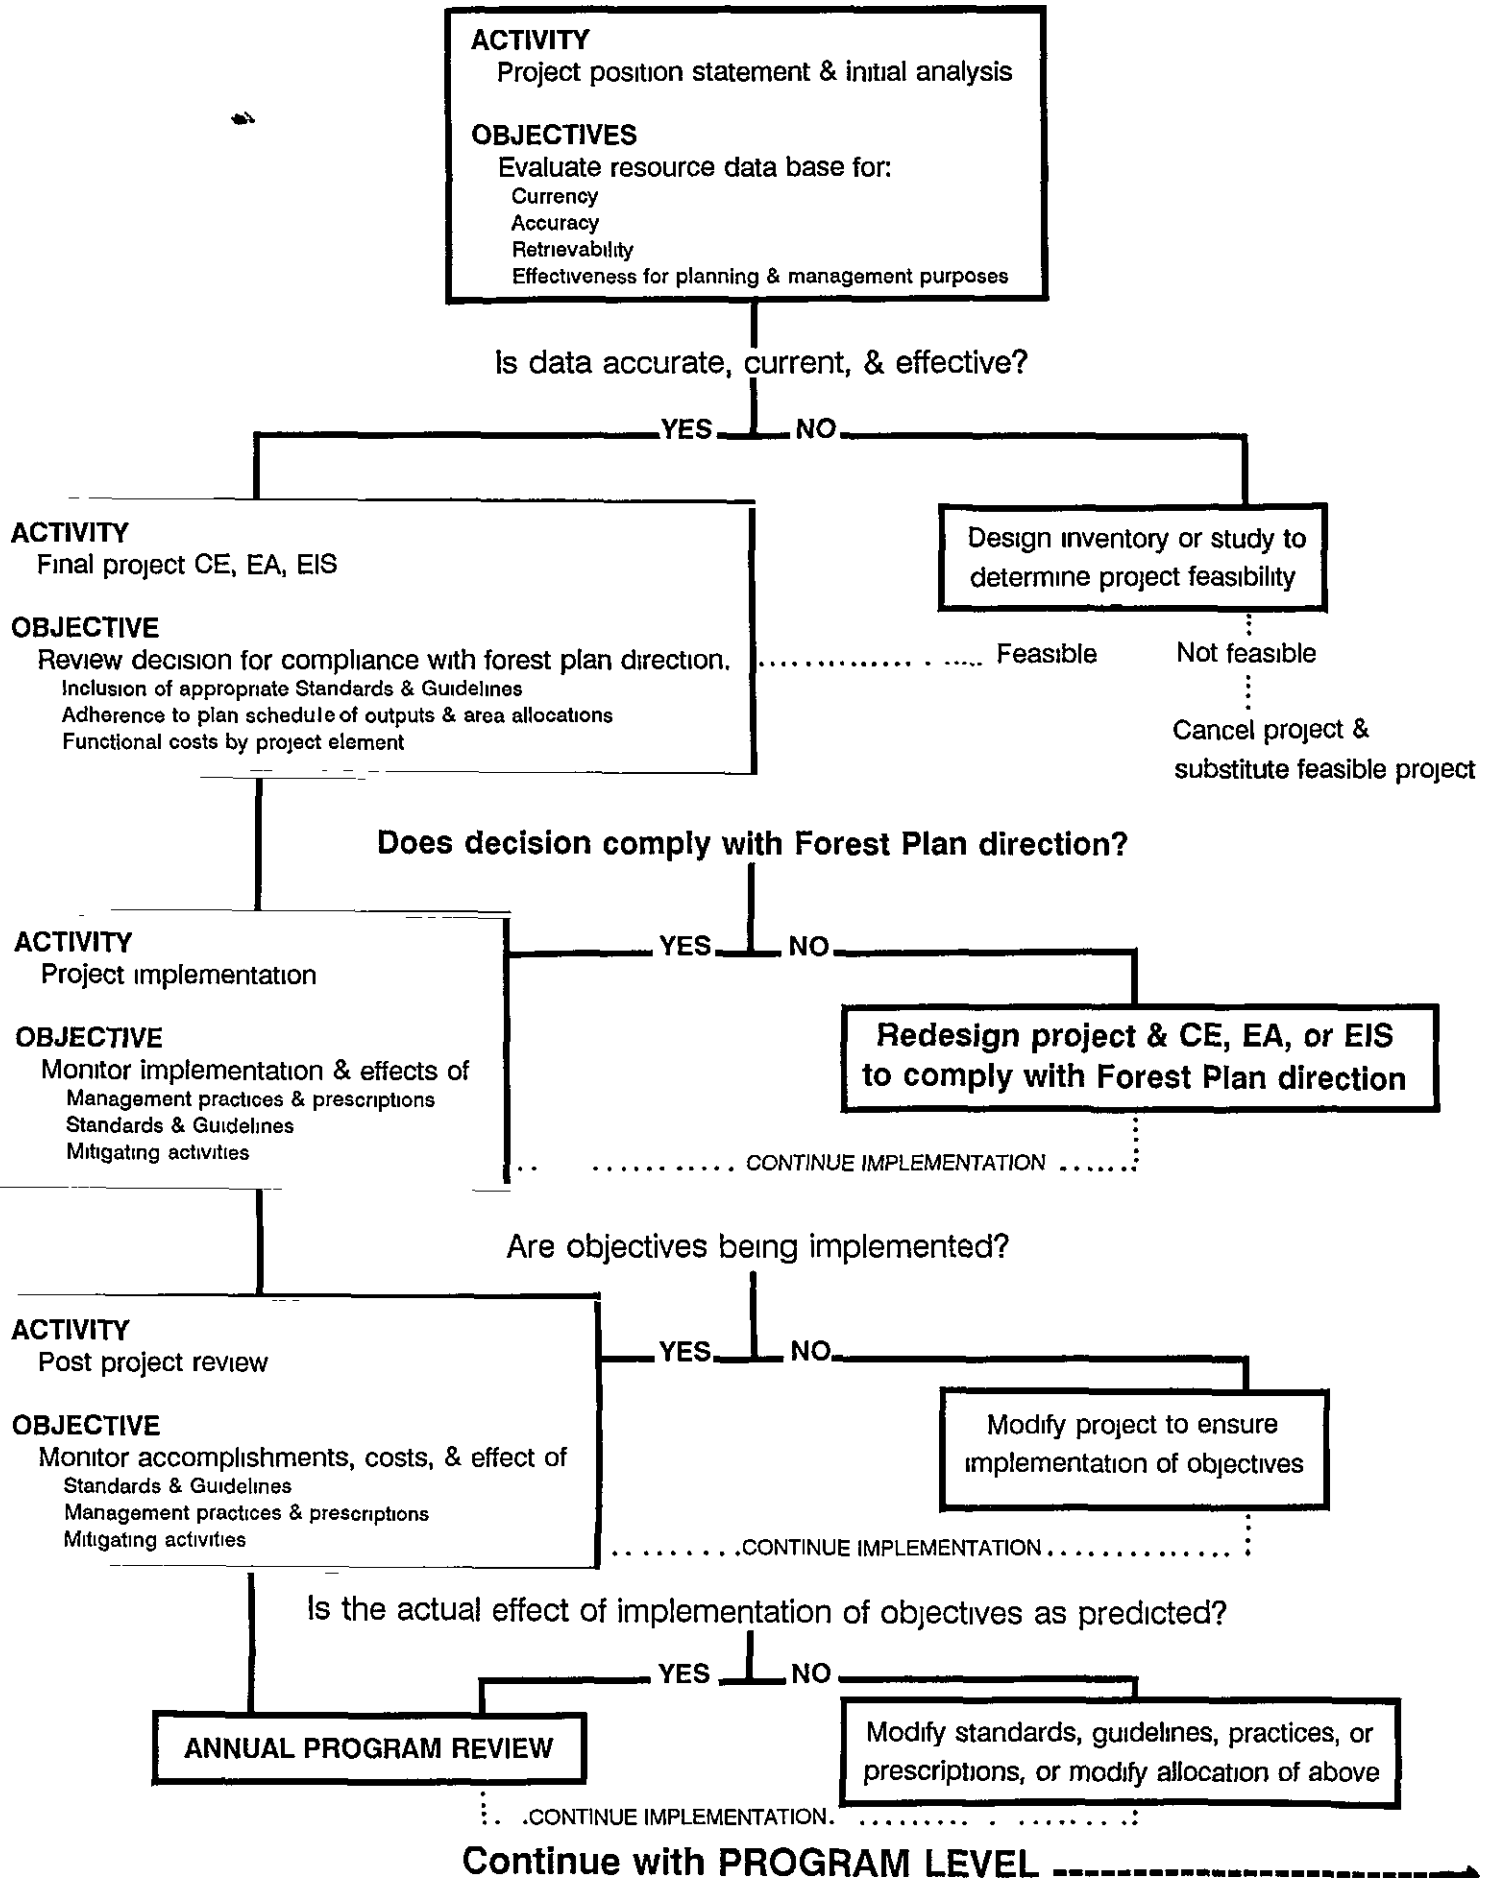 ACTIVITY
Project position statement & initial analysis
OBJECTIVES
Evaluate resource data base for:
Currency
Accuracy
Retrievability
Effectiveness for planning & management purposes
Is data accurate, current, & effective?
YES NO
ACTIVITY
Final project CE, EA, EIS
OBJECTIVE
Review decision for compliance with forest plan direction.
Inclusion of appropriate Standards & Guidelines
Adherence to plan schedule of outputs & area allocations
Functional costs by project element
Design inventory or study to
determine project feasibility
Feasible Not feasible
Cancel project &
substitute feasible project
Does decision comply with Forest Plan direction?
YES NO
ACTIVITY
Project implementation
OBJECTIVE
Monitor implementation & effects of
Management practices & prescriptions
Standards & Guidelines
Mitigating activities
Redesign project & CE, EA, or EIS
to comply with Forest Plan direction
CONTINUE IMPLEMENTATION
Are objectives being implemented?
YES NO
ACTIVITY
Post project review
OBJECTIVE
Monitor accomplishments, costs, & effect of
Standards & Guidelines
Management practices & prescriptions
Mitigating activities
Modify project to ensure
implementation of objectives
CONTINUE IMPLEMENTATION
Is the actual effect of implementation of objectives as predicted?
YES NO
ANNUAL PROGRAM REVIEW
Modify standards, guidelines, practices, or
prescriptions, or modify allocation of above
CONTINUE IMPLEMENTATION.
Continue with PROGRAM LEVEL